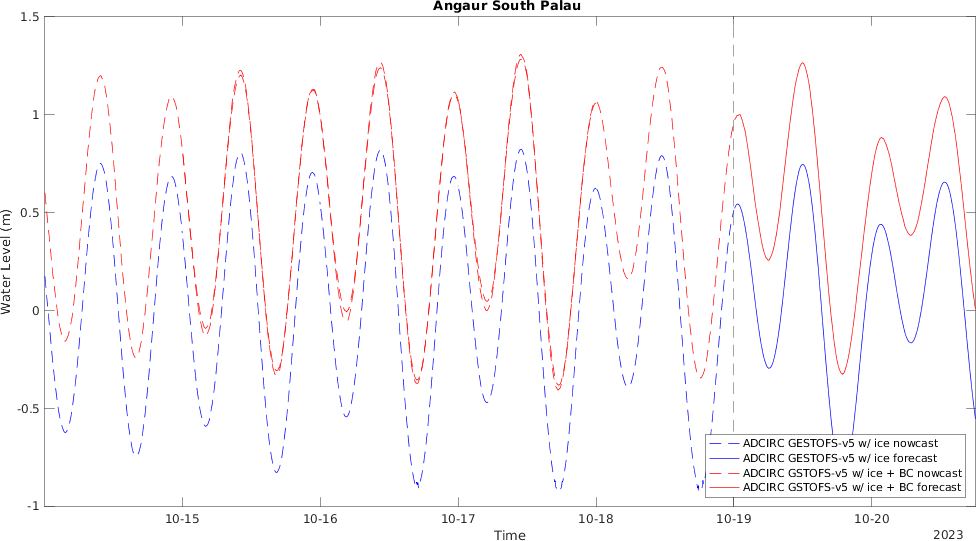 Angaur South Palau
1.5
1
0.5
0
-0.5
-1
Water Level (m)
10-15
10-16
10-17
10-18
10-19
10-20
Time
2023
ADCIRC GESTOFS-v5 w/ ice nowcast
ADCIRC GESTOFS-v5 w/ ice forecast
ADCIRC GSTOFS-v5 w/ ice + BC nowcast
ADCIRC GSTOFS-v5 w/ ice + BC forecast